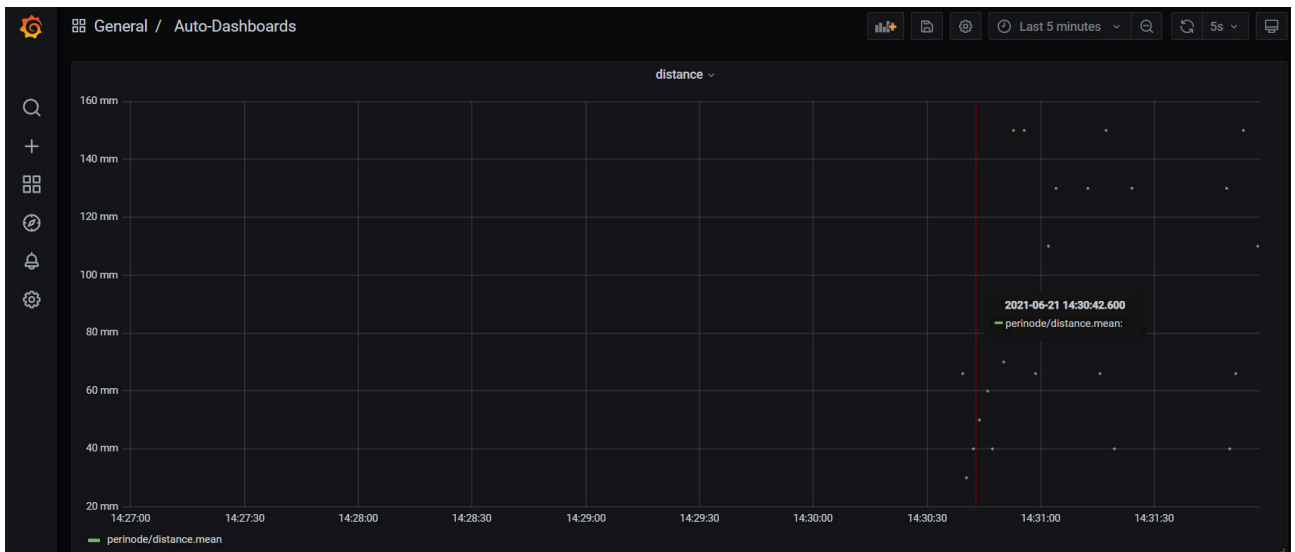 General / Auto-Dashboards
Last 5 minutes
5s
distance
160 mm
140 mm
120 mm
100 mm
2021-06-21 14:30:42.600
perinode/distance.mean:
80 mm
60 mm
40 mm
20 mm
14:27:00 14:27:30 14:28:00 14:28:30 14:29:00 14:29:30 14:30:00 14:30:30 14:31:00 14:31:30
perinode/distance.mean